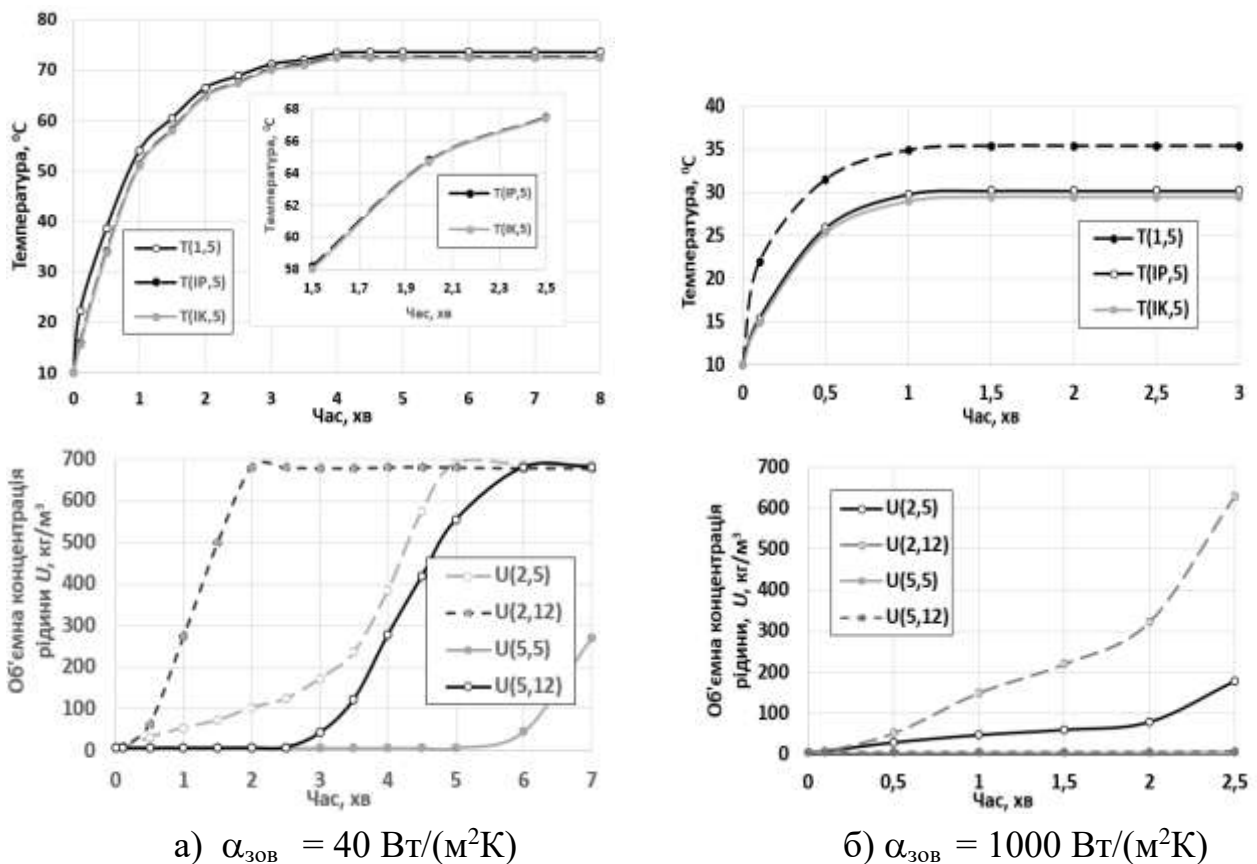 80
70
60
50
40
30
20
10
Температура, ⁰С
0 1 2 3 4 5 6 7 8
Час, хв
T(1,5)
T(IP,5)
T(IK,5)
68
66
64
62
60
58
Температура, ⁰С
1,5 1,7 1,9 2,1 2,3 2,5
Час, хв
T(IP,5)
T(IK,5)
40
35
30
25
20
15
10
Температура, ⁰С
0 0,5 1 1,5 2 2,5 3
Час, хв
T(1,5)
T(IP,5)
T(IK,5)
700
600
500
400
300
200
100
0
Об'ємна концентрація
рідини U, кг/м³
0 1 2 3 4 5 6 7
Час, хв
U(2,5)
U(2,12)
U(5,5)
U(5,12)
700
600
500
400
300
200
100
0
Об'ємна концентрація
рідини, U, кг/м³
0 0,5 1 1,5 2 2,5
Час, хв
U(2,5)
U(2,12)
U(5,5)
U(5,12)
а) αзов = 40 Вт/(м²К)
б) αзов = 1000 Вт/(м²К)